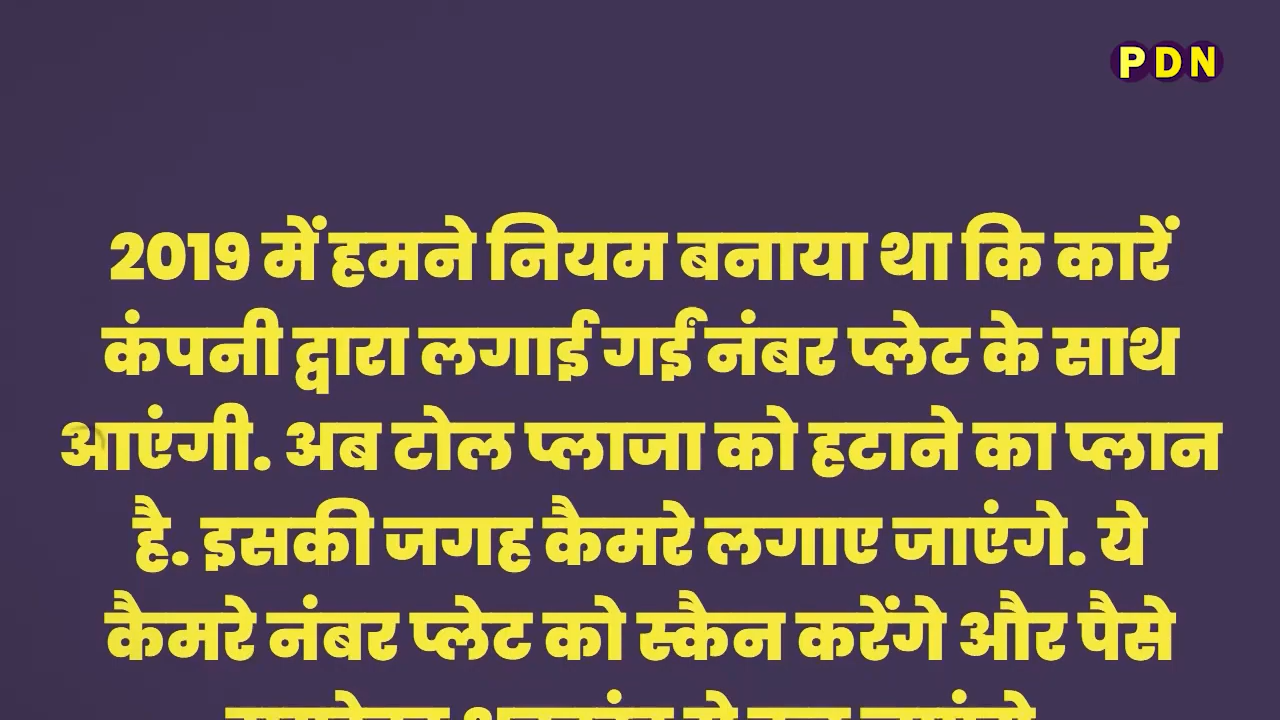 PDN
2019 में हमने नियम बनाया था कि कारें
कंपनी द्वारा लगाई गईं नंबर प्लेट के साथ
आएंगी. अब टोल प्लाजा को हटाने का प्लान
है. इसकी जगह कैमरे लगाए जाएंगे. ये
कैमरे नंबर प्लेट को स्कैन करेंगे और पैसे